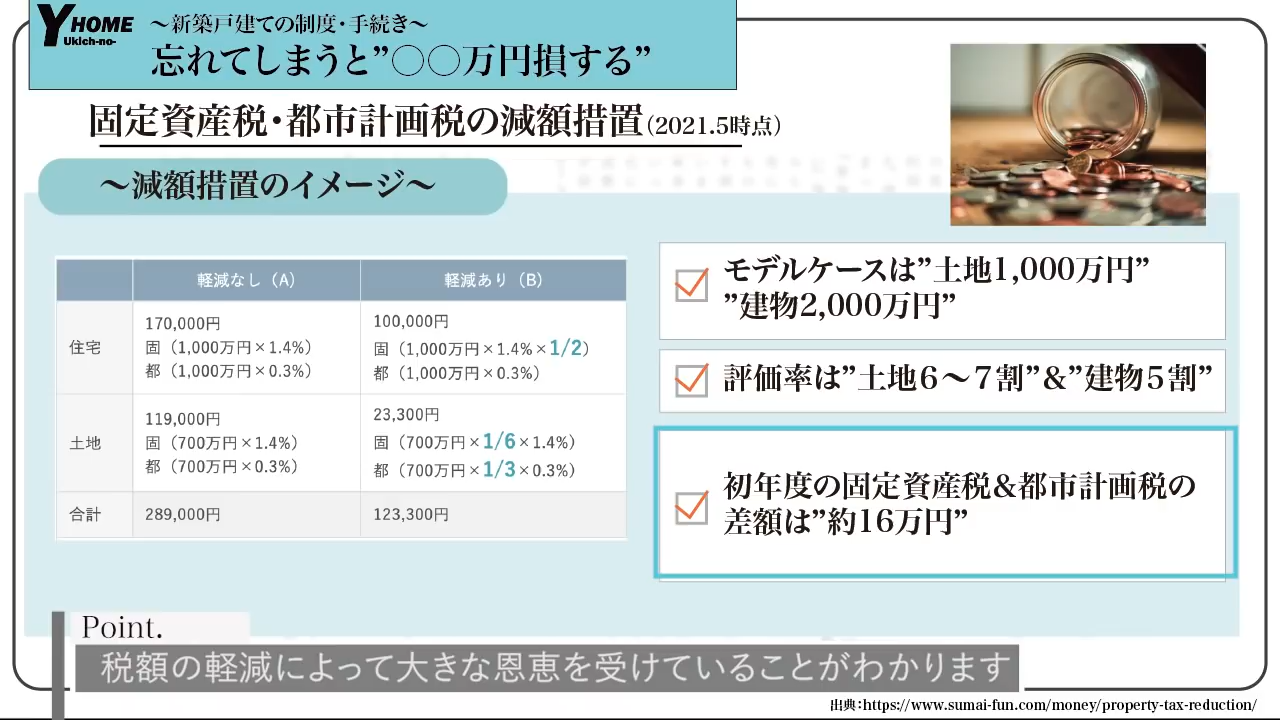 YHOME
Ukich-no-
～新築戸建ての制度・手続き～
忘れてしまうと”〇〇万円損する”
固定資産税・都市計画税の減額措置（2021.5時点）
～減額措置のイメージ～
軽減なし（A） 軽減あり（B）
住宅
170,000円
固（1,000万円×1.4%）
都（1,000万円×0.3%）
100,000円
固（1,000万円×1.4%×1/2）
都（1,000万円×0.3%）
土地
119,000円
固（700万円×1.4%）
都（700万円×0.3%）
23,300円
固（700万円×1/6×1.4%）
都（700万円×1/3×0.3%）
合計 289,000円 123,300円
モデルケースは”土地1,000万円”
”建物2,000万円”
評価率は”土地６～７割”＆”建物５割”
初年度の固定資産税＆都市計画税の
差額は”約16万円”
Point.
税額の軽減によって大きな恩恵を受けていることがわかります
出典：https://www.sumai-fun.com/money/property-tax-reduction/